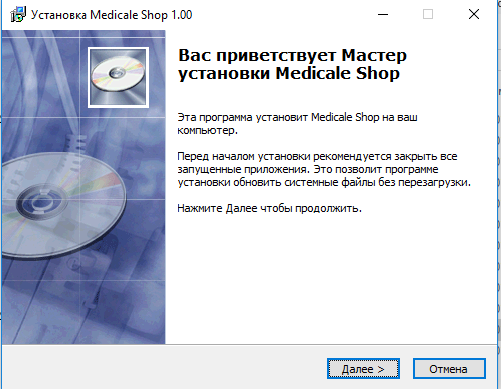 Установка Medicale Shop 1.00
Вас приветствует Мастер
установки Medicale Shop
Эта программа установит Medicale Shop на ваш
компьютер.
Перед началом установки рекомендуется закрыть все
запущенные приложения. Это позволит программе
установки обновить системные файлы без перезагрузки.
Нажмите Далее чтобы продолжить.
Далее >
Отмена